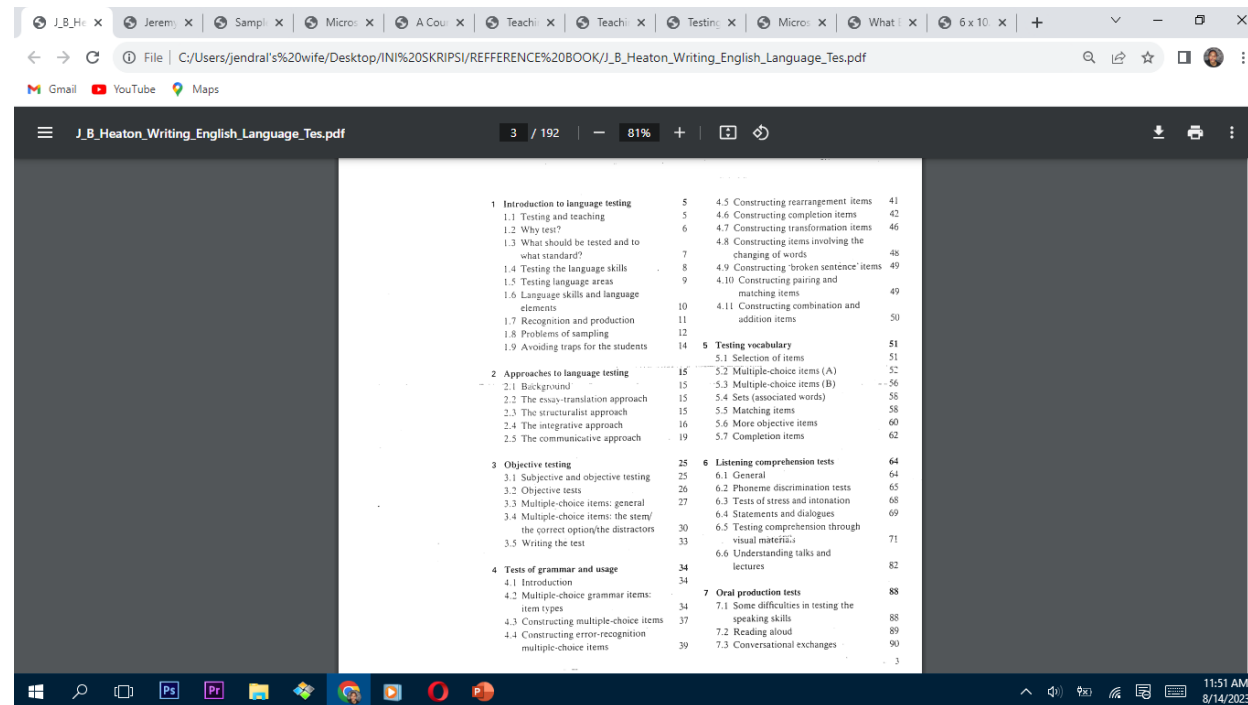 J_B_He
Jeremy
Sample
Micros
A Cour
Teachi
Teachi
Testing
Micros
What
6 x 10.
File
C:/Users/jendral's%20wife/Desktop/INI%20SKRIPSI/REFFERENCE%20BOOK/J_B_Heaton_Writing_English_Language_Tes.pdf
Gmail
YouTube
Maps
J_B_Heaton_Writing_English_Language_Tes.pdf
3 / 192
81%
1 Introduction to language testing 5
1.1 Testing and teaching 5
1.2 Why test? 6
1.3 What should be tested and to
what standard? 7
1.4 Testing the language skills 8
1.5 Testing language areas 9
1.6 Language skills and language
elements 10
1.7 Recognition and production 11
1.8 Problems of sampling 12
1.9 Avoiding traps for the students 14
2 Approaches to language testing 15
2.1 Background 15
2.2 The essay-translation approach 15
2.3 The structuralist approach 15
2.4 The integrative approach 16
2.5 The communicative approach 19
3 Objective testing 25
3.1 Subjective and objective testing 25
3.2 Objective tests 26
3.3 Multiple-choice items: general 27
3.4 Multiple-choice items: the stem/
the correct option/the distractors 30
3.5 Writing the test 33
4 Tests of grammar and usage 34
4.1 Introduction 34
4.2 Multiple-choice grammar items:
item types 34
4.3 Constructing multiple-choice items 37
4.4 Constructing error-recognition
multiple-choice items 39
4.5 Constructing rearrangement items 41
4.6 Constructing completion items 42
4.7 Constructing transformation items 46
4.8 Constructing items involving the
changing of words 48
4.9 Constructing 'broken sentence' items 49
4.10 Constructing pairing and
matching items 49
4.11 Constructing combination and
addition items 50
5 Testing vocabulary 51
5.1 Selection of items 51
5.2 Multiple-choice items (A) 52
5.3 Multiple-choice items (B) 56
5.4 Sets (associated words) 58
5.5 Matching items 58
5.6 More objective items 60
5.7 Completion items 62
6 Listening comprehension tests 64
6.1 General 64
6.2 Phoneme discrimination tests 65
6.3 Tests of stress and intonation 68
6.4 Statements and dialogues 69
6.5 Testing comprehension through
visual materials 71
6.6 Understanding talks and
lectures 82
7 Oral production tests 88
7.1 Some difficulties in testing the
speaking skills 88
7.2 Reading aloud 89
7.3 Conversational exchanges 90
3
Ps
Pr
11:51 AM
8/14/2023